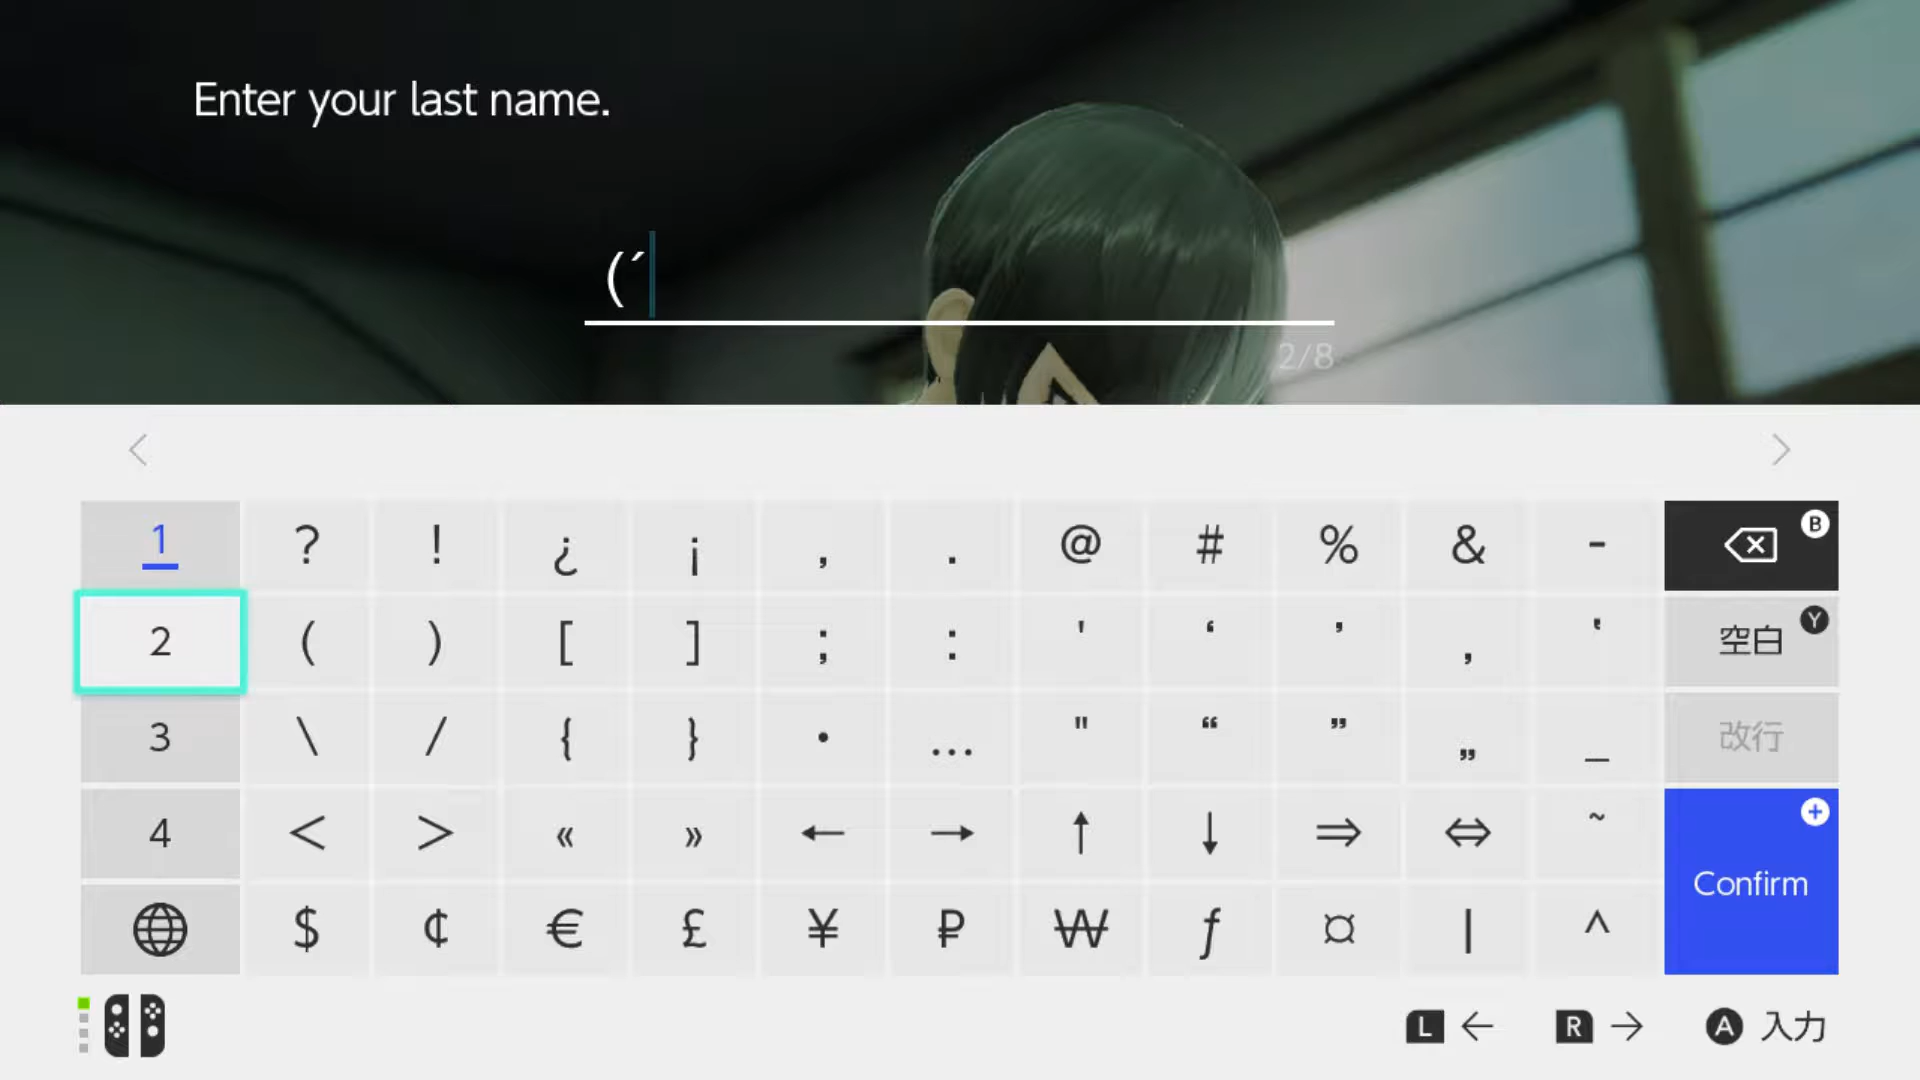 Enter your last name.
(´
2/8
1 ? ! ¿ ¡ , . @ # % & - B
2 ( ) [ ] ; : ' ‘ ’ ‚ ‛ 空白 Y
3 \ / { } • … " “ ” „ _ 改行
4 < > « » ← → ↑ ↓ ⇒ ⇔ ~ +
Confirm
$ ¢ € £ ¥ ₽ ₩ ƒ ¤ | ^
L ← R → A 入力